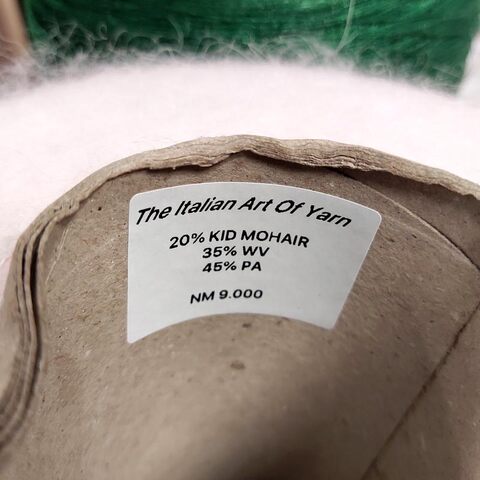 The Italian Art Of Yarn
20% KID MOHAIR
35% WV
45% PA
NM 9.000